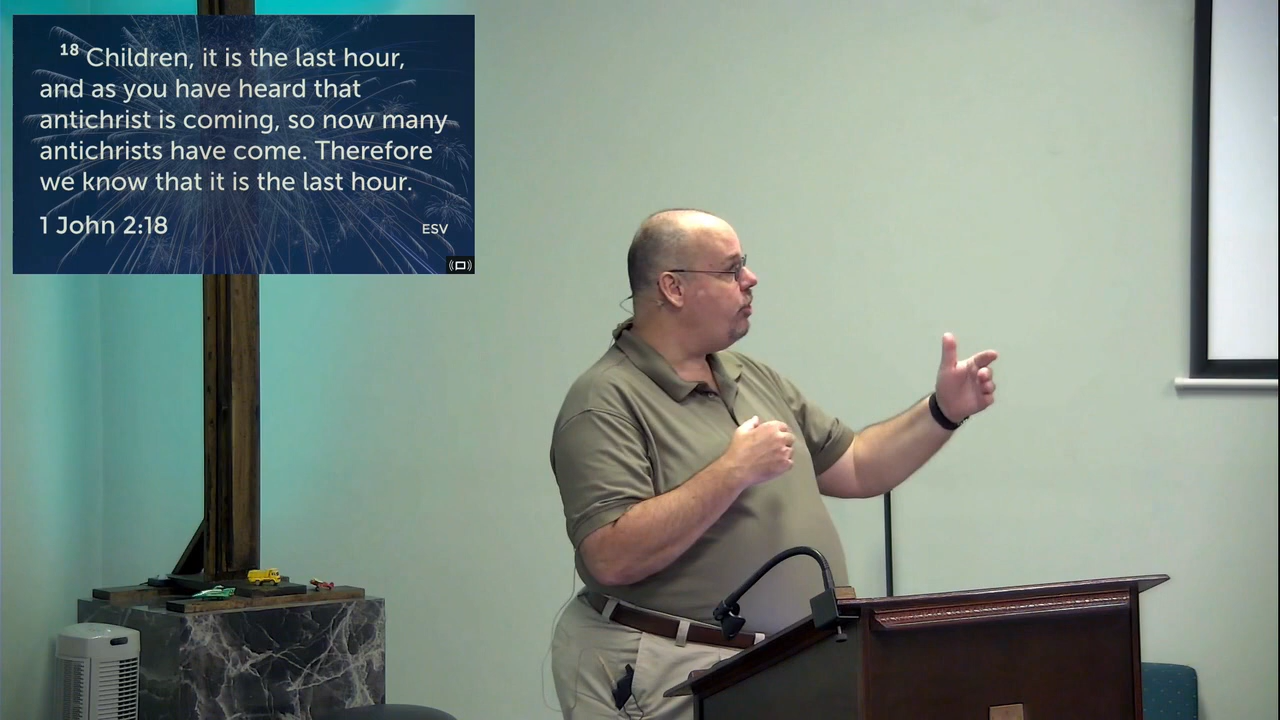 18 Children, it is the last hour,
and as you have heard that
antichrist is coming, so now many
antichrists have come. Therefore
we know that it is the last hour.
1 John 2:18 ESV